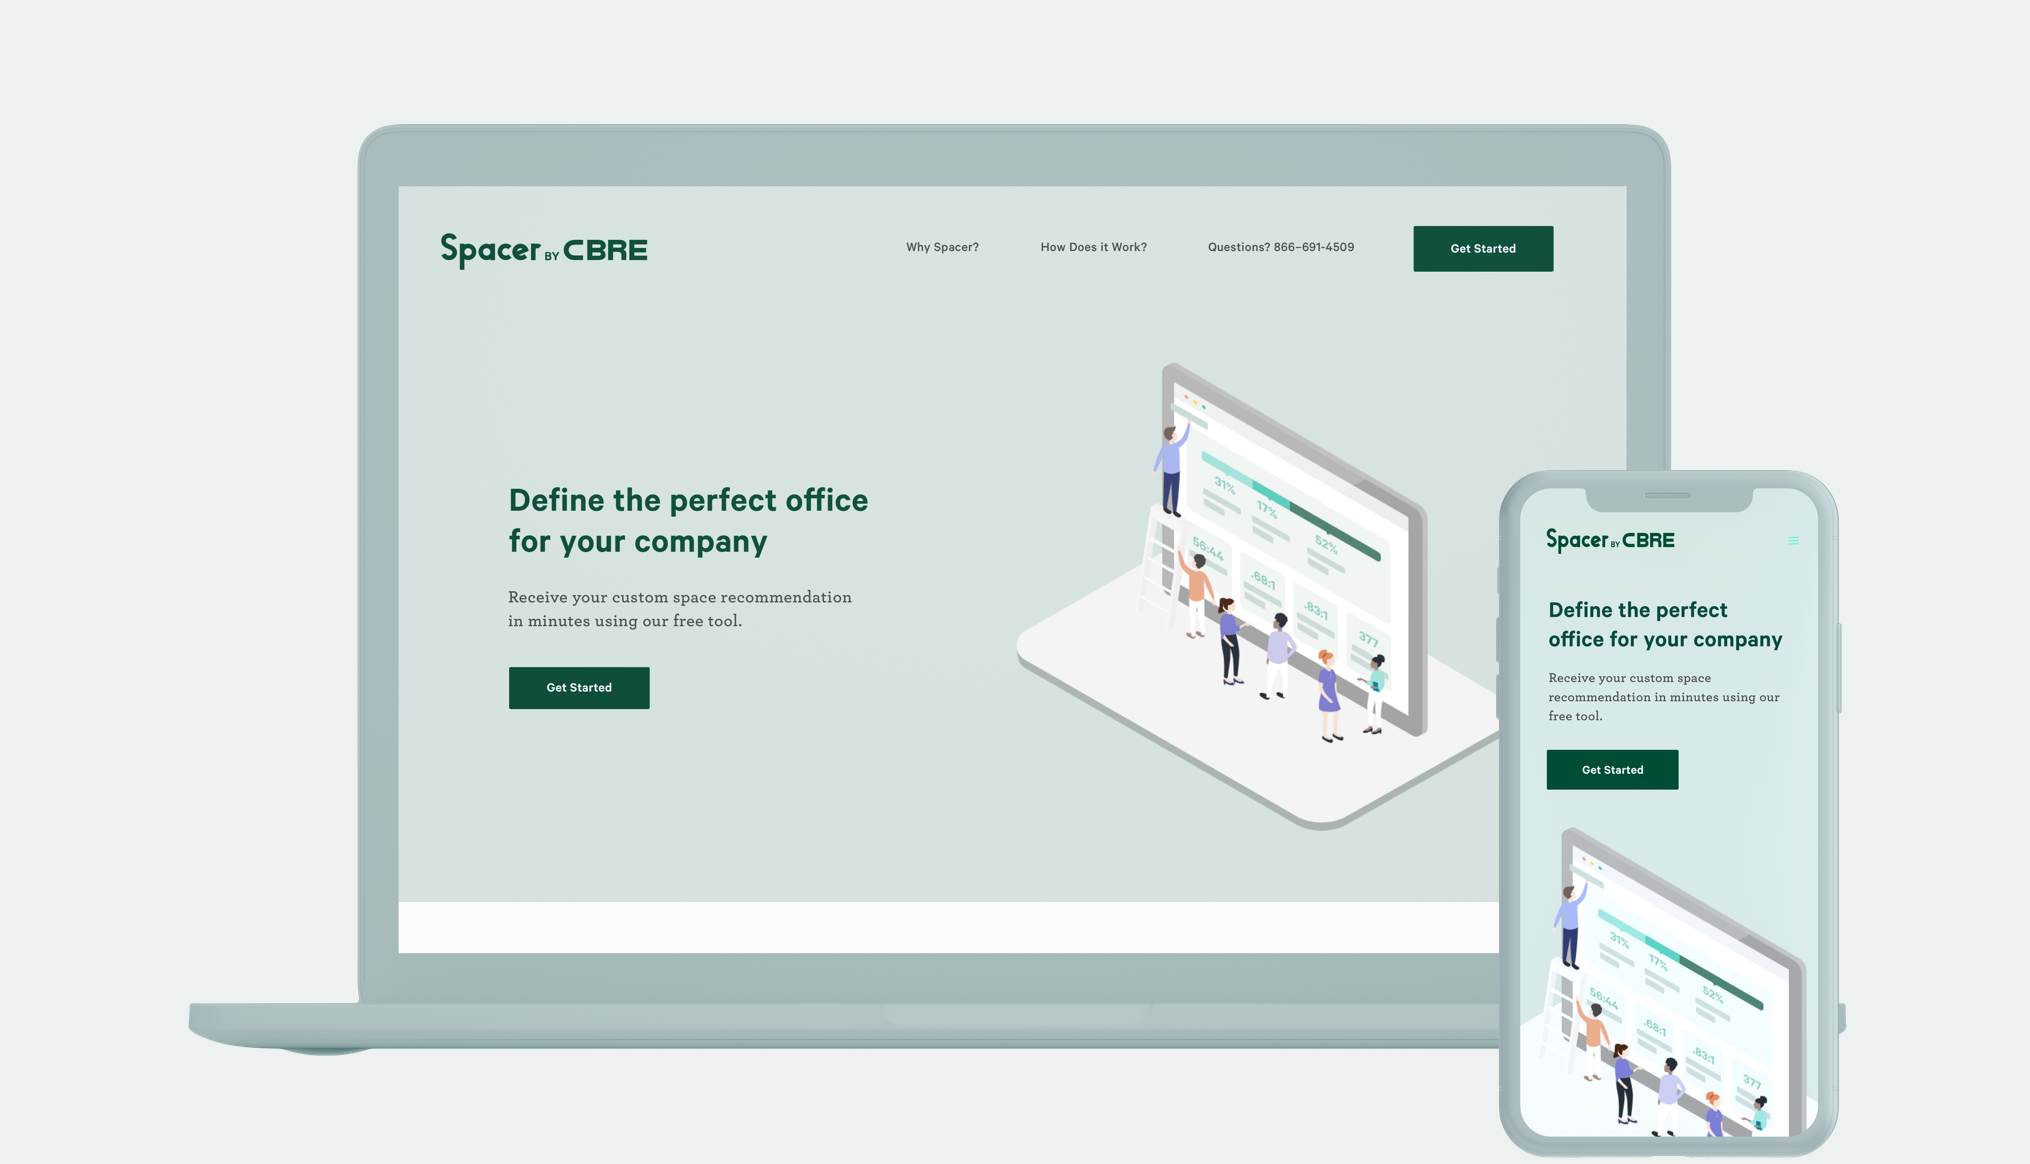 Spacer BY CBRE
Why Spacer?
How Does it Work?
Questions? 866-691-4509
Get Started
Define the perfect office
for your company
Receive your custom space recommendation
in minutes using our free tool.
Get Started
31%
17%
52%
56:44
.68:1
.83:1
377
Spacer BY CBRE
Define the perfect
office for your company
Receive your custom space
recommendation in minutes using our
free tool.
Get Started
31%
17%
52%
56:44
.68:1
.83:1
377